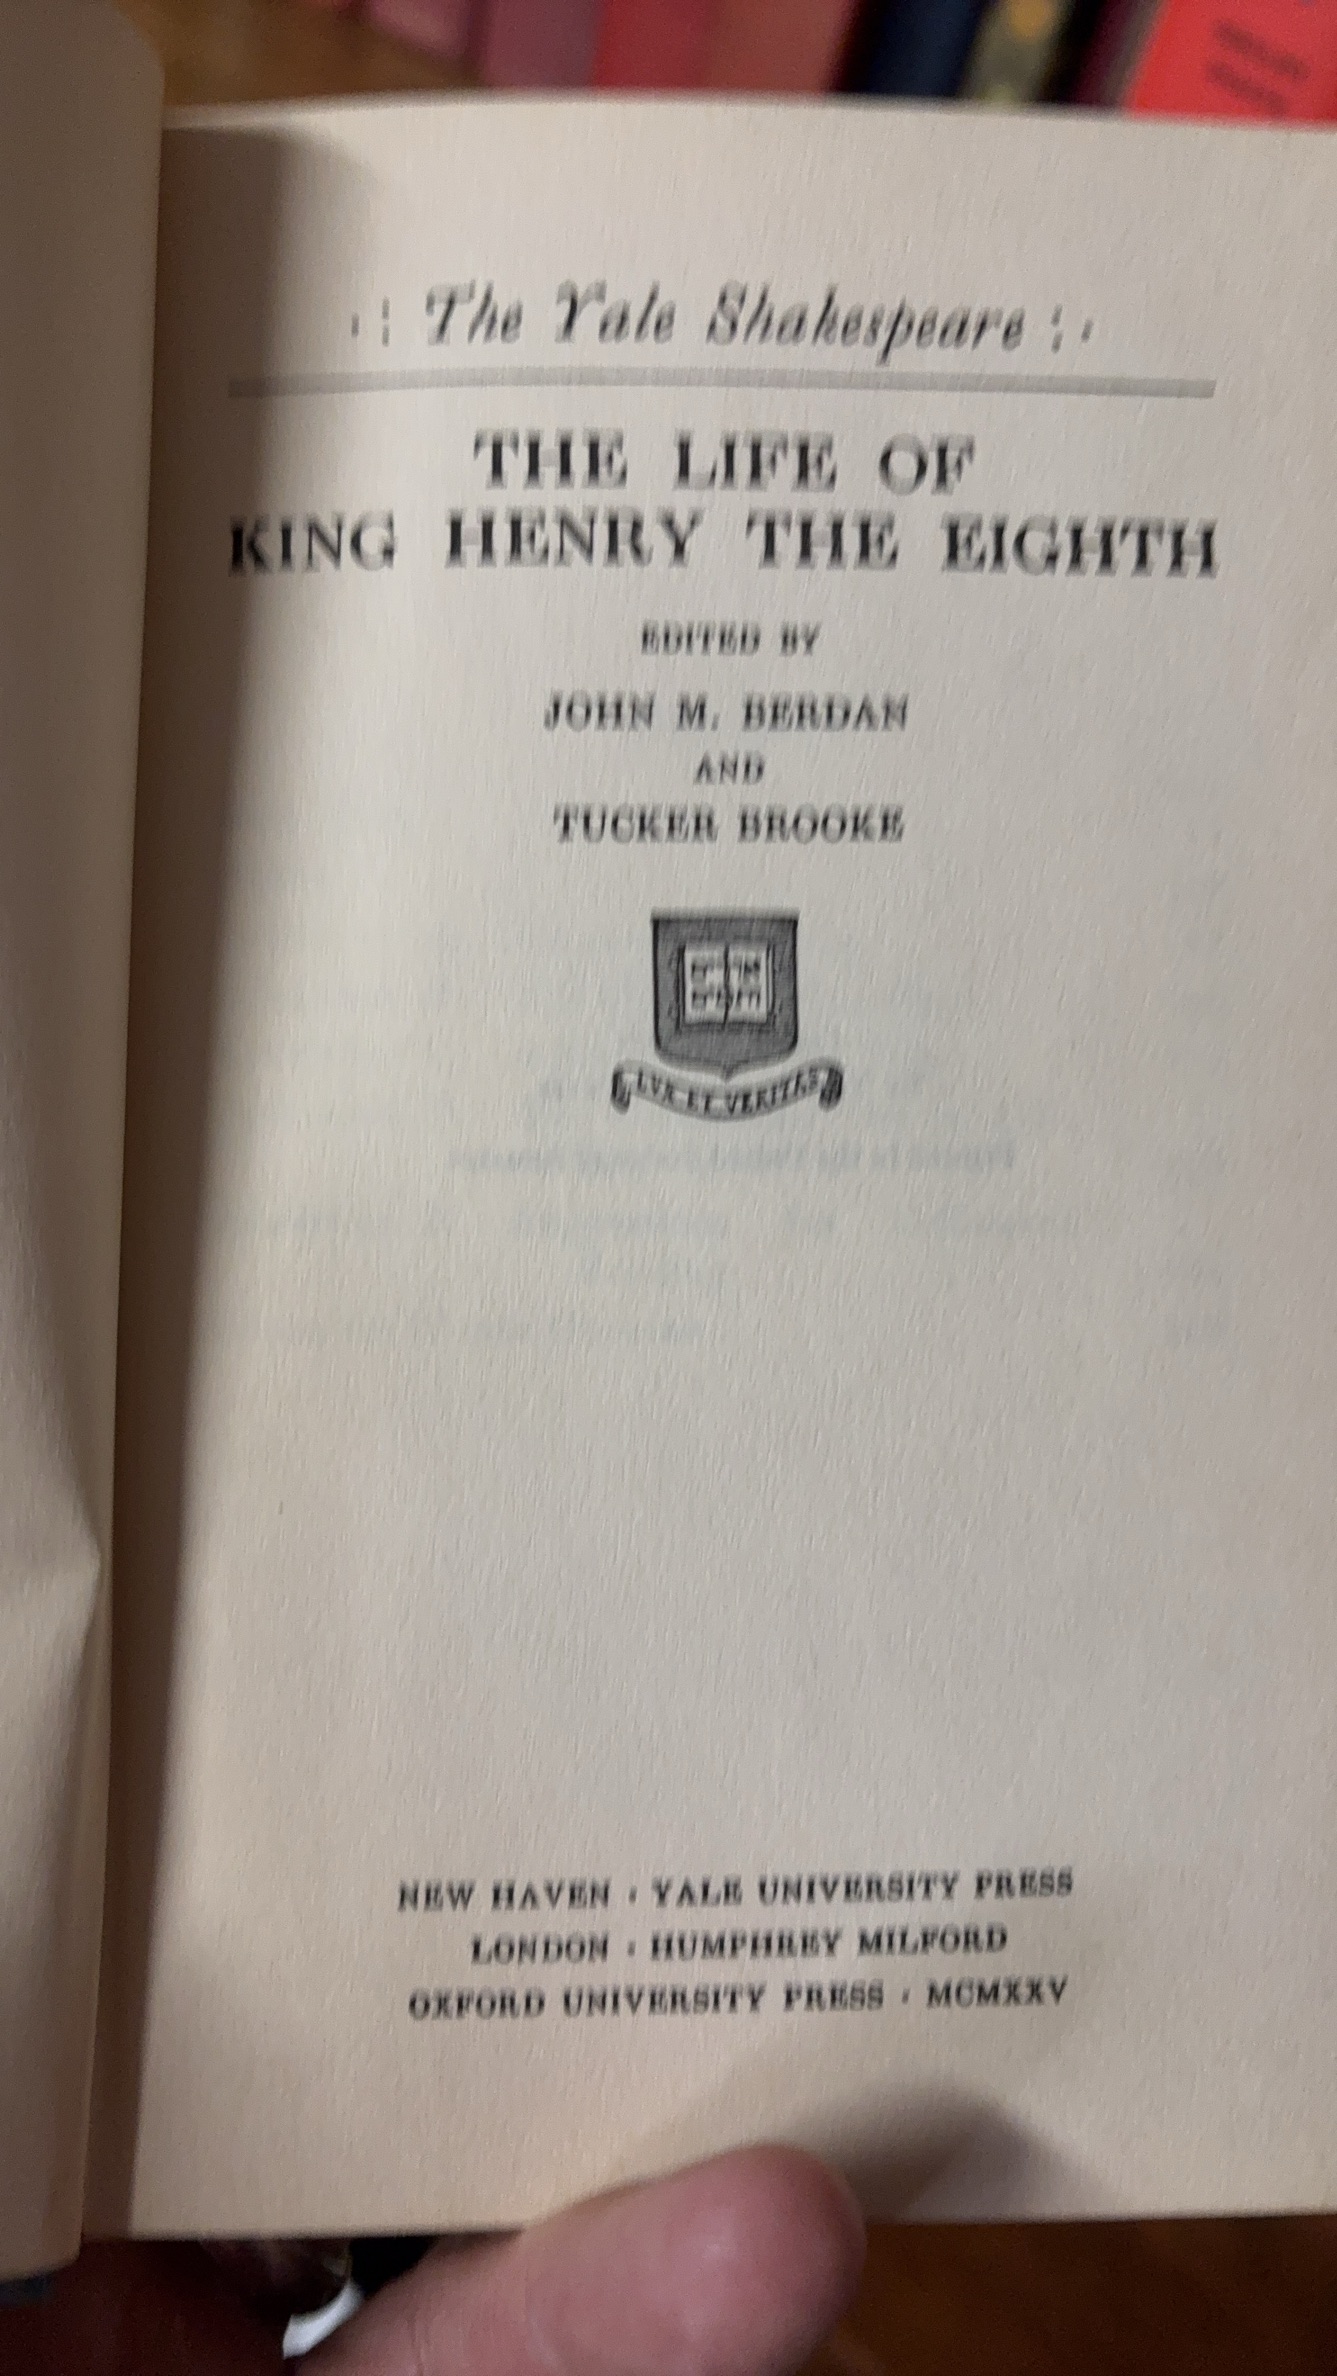 ·: The Yale Shakespeare :·
THE LIFE OF
KING HENRY THE EIGHTH
EDITED BY
JOHN M. BERDAN
AND
TUCKER BROOKE
LVX ET VERITAS
NEW HAVEN · YALE UNIVERSITY PRESS
LONDON · HUMPHREY MILFORD
OXFORD UNIVERSITY PRESS · MCMXXV